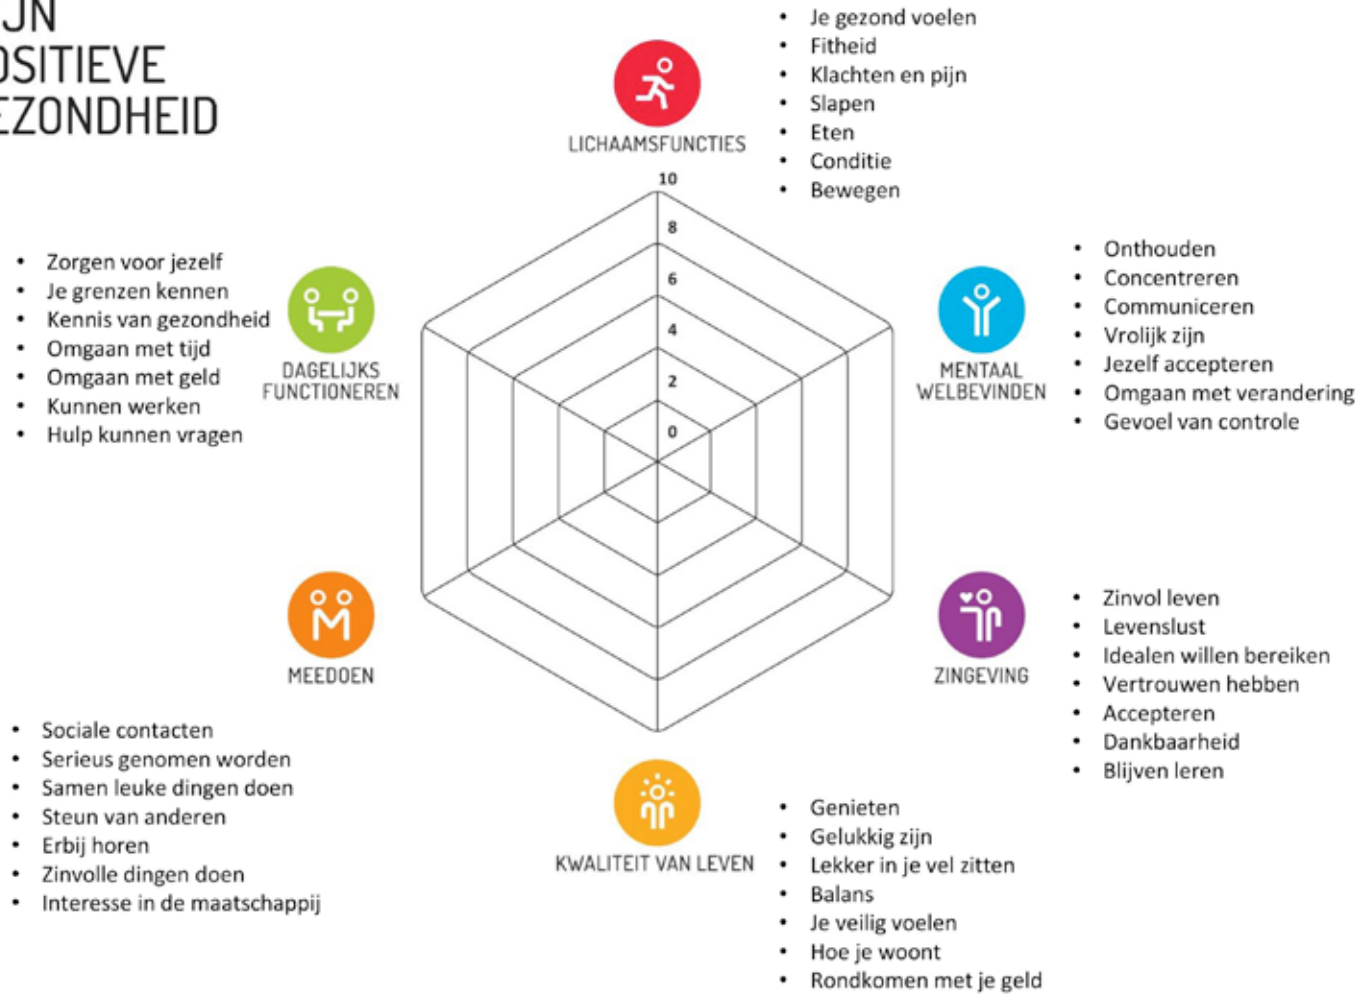 IJN
OSITIEVE
EZONDHEID
LICHAAMSFUNCTIES
• Je gezond voelen
• Fitheid
• Klachten en pijn
• Slapen
• Eten
• Conditie
• Bewegen
10
8
6
4
2
0
MENTAAL
WELBEVINDEN
• Onthouden
• Concentreren
• Communiceren
• Vrolijk zijn
• Jezelf accepteren
• Omgaan met verandering
• Gevoel van controle
ZINGEVING
• Zinvol leven
• Levenslust
• Idealen willen bereiken
• Vertrouwen hebben
• Accepteren
• Dankbaarheid
• Blijven leren
KWALITEIT VAN LEVEN
• Genieten
• Gelukkig zijn
• Lekker in je vel zitten
• Balans
• Je veilig voelen
• Hoe je woont
• Rondkomen met je geld
MEEDOEN
• Sociale contacten
• Serieus genomen worden
• Samen leuke dingen doen
• Steun van anderen
• Erbij horen
• Zinvolle dingen doen
• Interesse in de maatschappij
DAGELIJKS
FUNCTIONEREN
• Zorgen voor jezelf
• Je grenzen kennen
• Kennis van gezondheid
• Omgaan met tijd
• Omgaan met geld
• Kunnen werken
• Hulp kunnen vragen